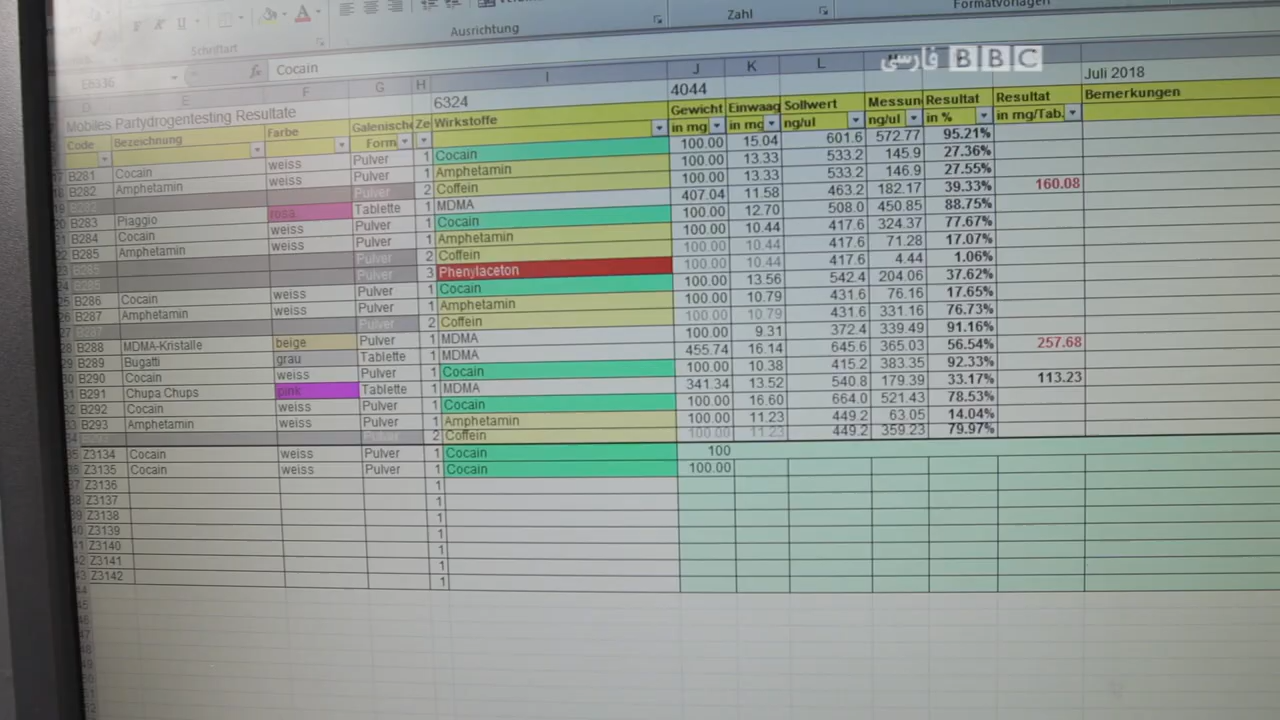 Schriftart Ausrichtung Zahl Formatvorlagen
E6336 fx Cocain
فارسی BBC
D E F G H I J K L
6324 4044 Juli 2018
Mobiles Partydrogentesting Resultate
Code Bezeichnung Farbe Galenische Form Ze Wirkstoffe Gewicht in mg Einwaag in mg Sollwert ng/ul Messun ng/ul Resultat in % Resultat in mg/Tab. Bemerkungen
B281 Cocain weiss Pulver 1 Cocain 100.00 15.04 601.6 572.77 95.21%
B282 Amphetamin weiss Pulver 1 Amphetamin 100.00 13.33 533.2 145.9 27.36%
Pulver 2 Coffein 100.00 13.33 533.2 146.9 27.55%
B283 Piaggio rosa Tablette 1 MDMA 407.04 11.58 463.2 182.17 39.33% 160.08
B284 Cocain weiss Pulver 1 Cocain 100.00 12.70 508.0 450.85 88.75%
B285 Amphetamin weiss Pulver 1 Amphetamin 100.00 10.44 417.6 324.37 77.67%
Pulver 2 Coffein 100.00 10.44 417.6 71.28 17.07%
B285 Pulver 3 Phenylaceton 100.00 10.44 417.6 4.44 1.06%
B286 Cocain weiss Pulver 1 Cocain 100.00 13.56 542.4 204.06 37.62%
B287 Amphetamin weiss Pulver 1 Amphetamin 100.00 10.79 431.6 76.16 17.65%
B287 Pulver 2 Coffein 100.00 10.79 431.6 331.16 76.73%
B288 MDMA-Kristalle beige Pulver 1 MDMA 100.00 9.31 372.4 339.49 91.16%
B289 Bugatti grau Tablette 1 MDMA 455.74 16.14 645.6 365.03 56.54% 257.68
B290 Cocain weiss Pulver 1 Cocain 100.00 10.38 415.2 383.35 92.33%
B291 Chupa Chups pink Tablette 1 MDMA 341.34 13.52 540.8 179.39 33.17% 113.23
B292 Cocain weiss Pulver 1 Cocain 100.00 16.60 664.0 521.43 78.53%
B293 Amphetamin weiss Pulver 1 Amphetamin 100.00 11.23 449.2 63.05 14.04%
Pulver 2 Coffein 100.00 11.23 449.2 359.23 79.97%
Z3134 Cocain weiss Pulver 1 Cocain 100
Z3135 Cocain weiss Pulver 1 Cocain 100.00
Z3136 1
Z3137 1
Z3138 1
Z3139 1
Z3140 1
Z3141 1
Z3142 1